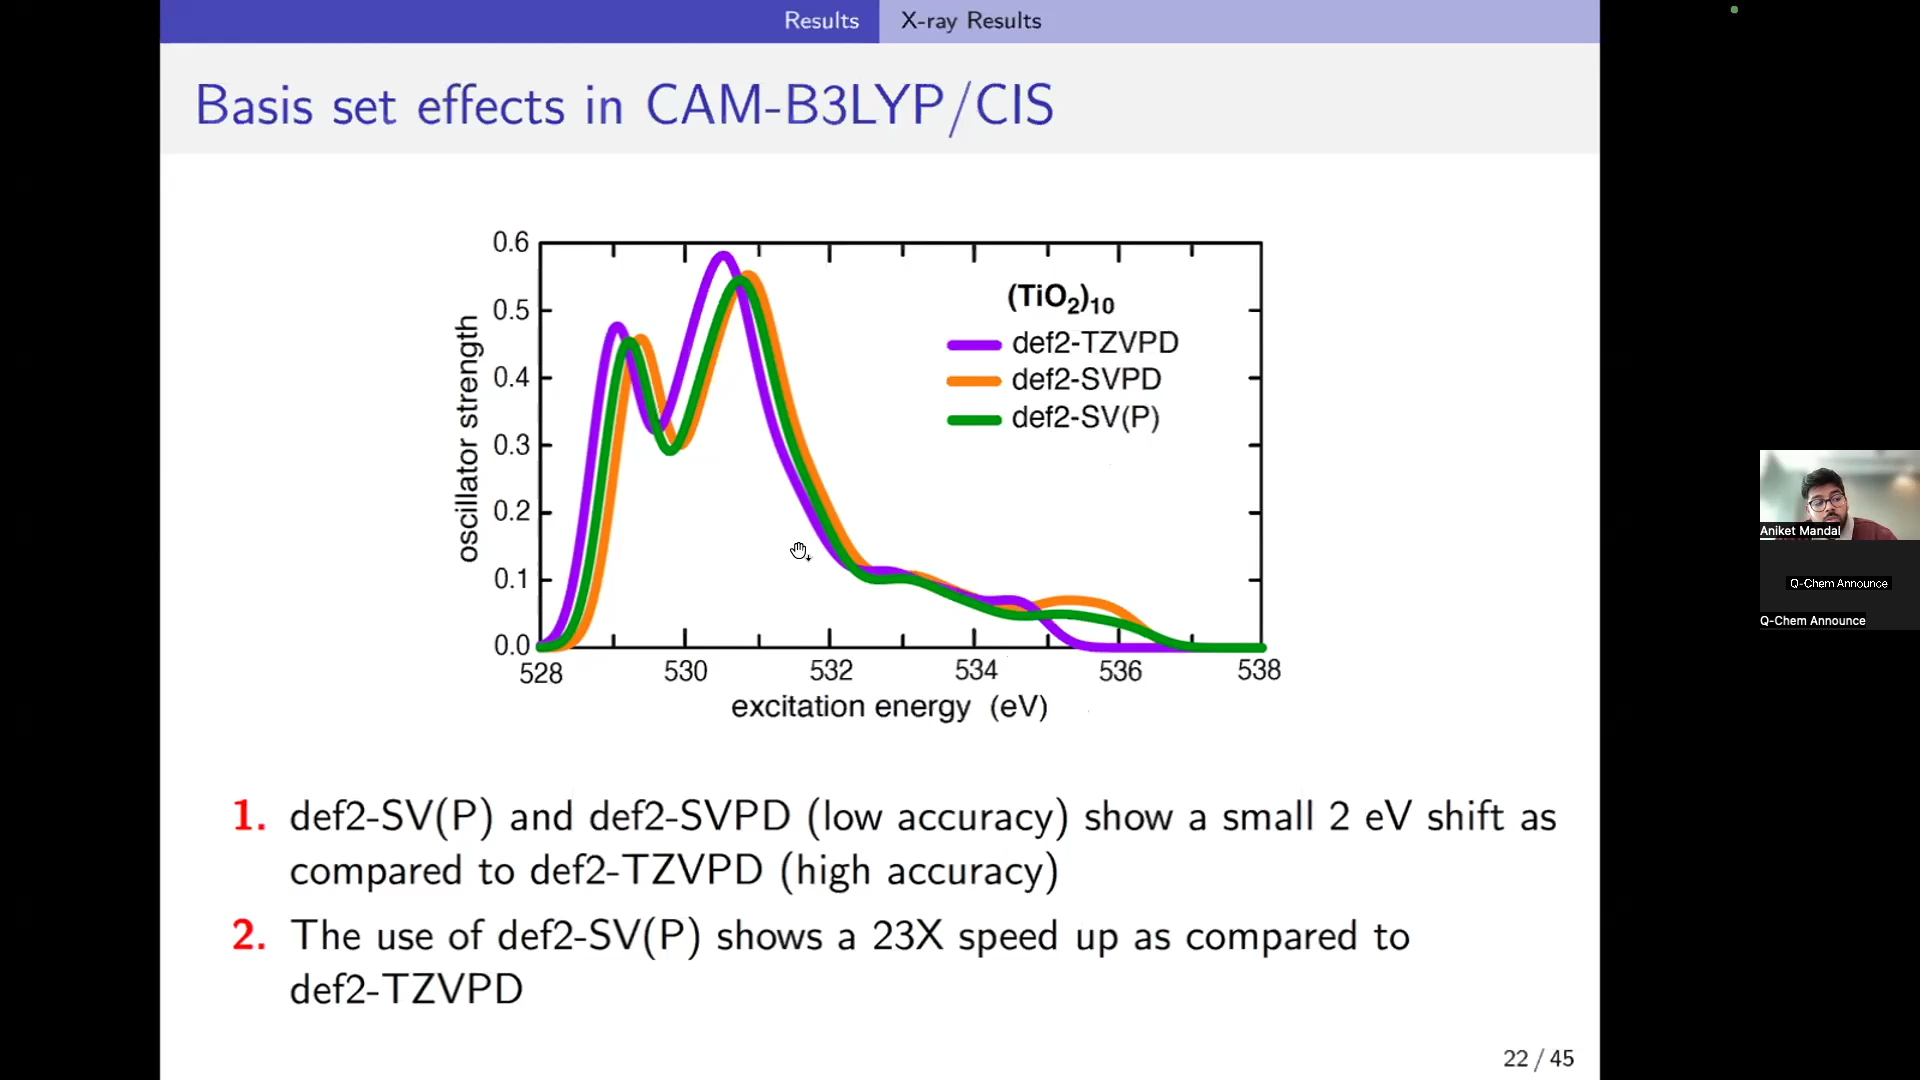 Results
X-ray Results
Basis set effects in CAM-B3LYP/CIS
0.6
0.5
0.4
0.3
0.2
0.1
0.0
oscillator strength
(TiO₂)₁₀
def2-TZVPD
def2-SVPD
def2-SV(P)
528 530 532 534 536 538
excitation energy (eV)
1. def2-SV(P) and def2-SVPD (low accuracy) show a small 2 eV shift as
compared to def2-TZVPD (high accuracy)
2. The use of def2-SV(P) shows a 23X speed up as compared to
def2-TZVPD
22 / 45
Aniket Mandal
Q-Chem Announce
Q-Chem Announce